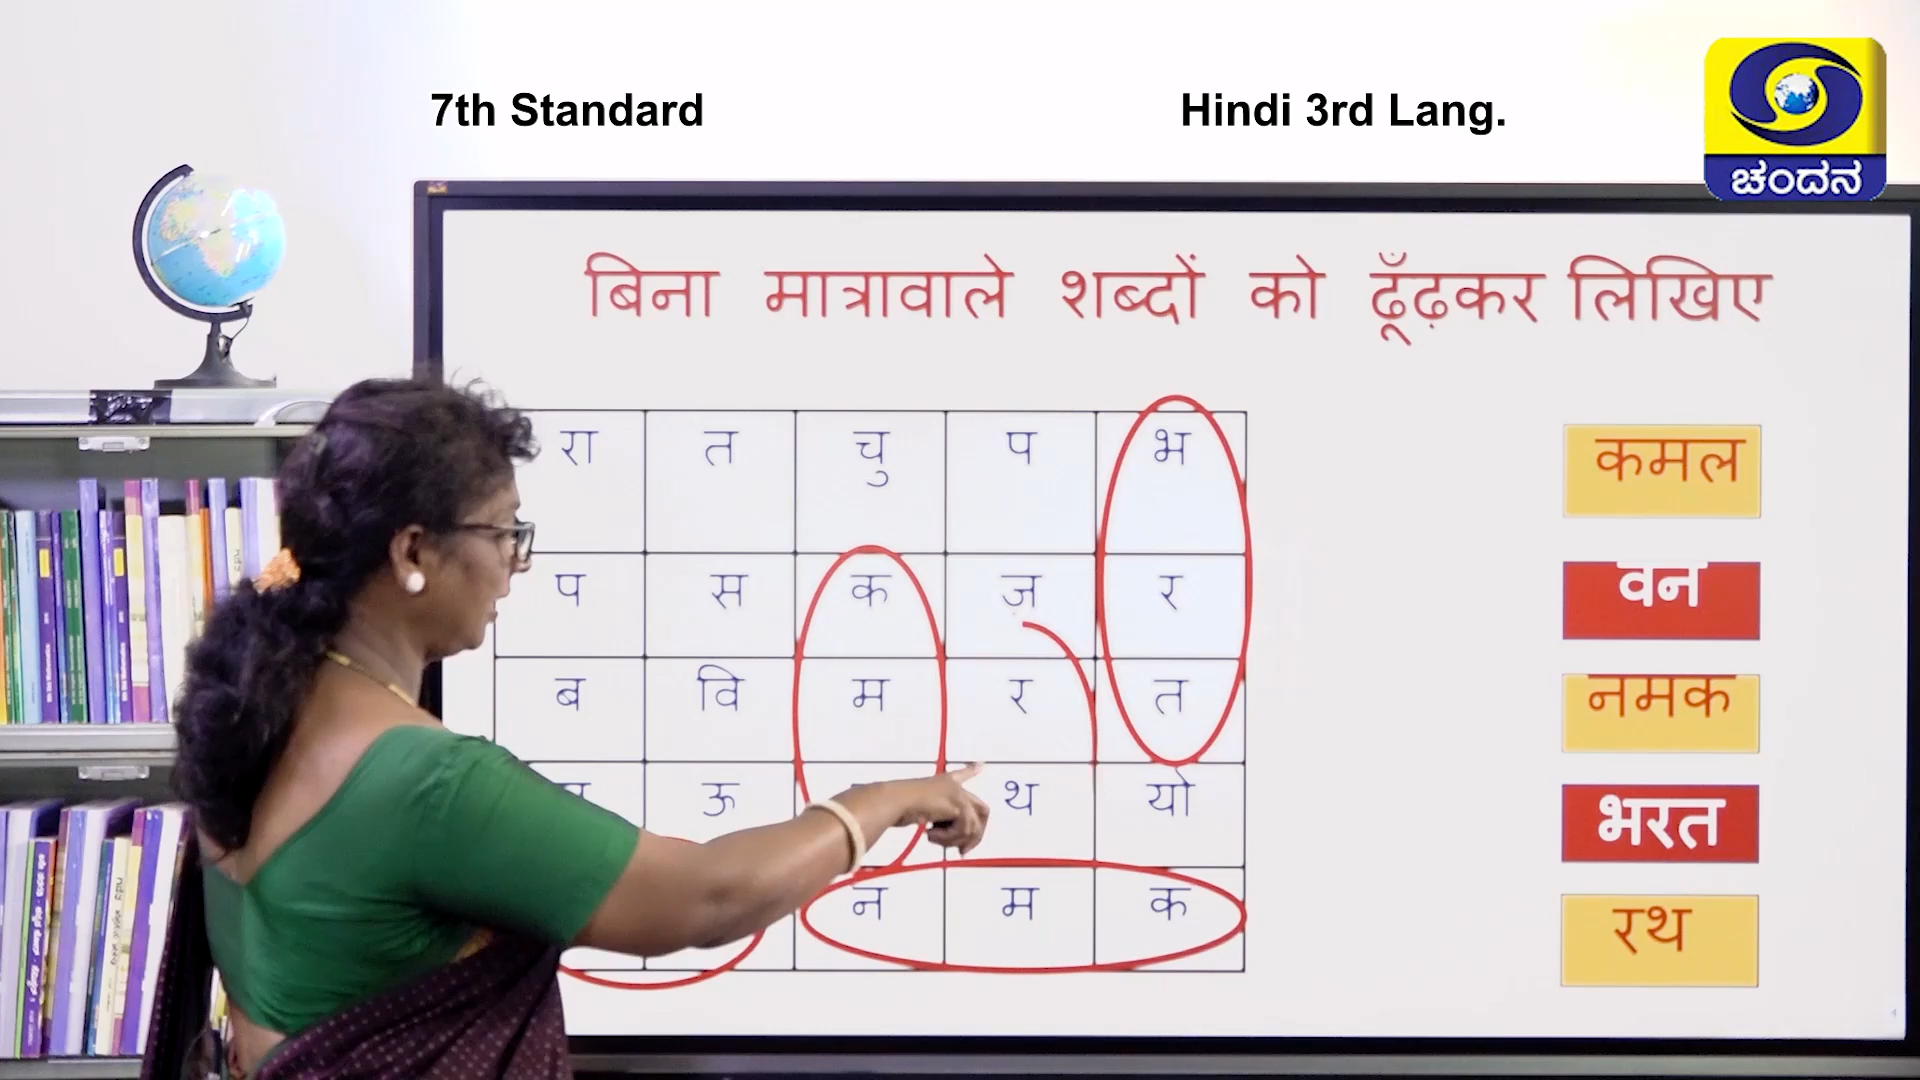 7th Standard
Hindi 3rd Lang.
ಚಂದನ
बिना मात्रावाले शब्दों को ढूँढ़कर लिखिए
रा त चु प भ
प स क ज़ र
ब वि म र त
ऊ थ यो
न म क
कमल
वन
नमक
भरत
रथ